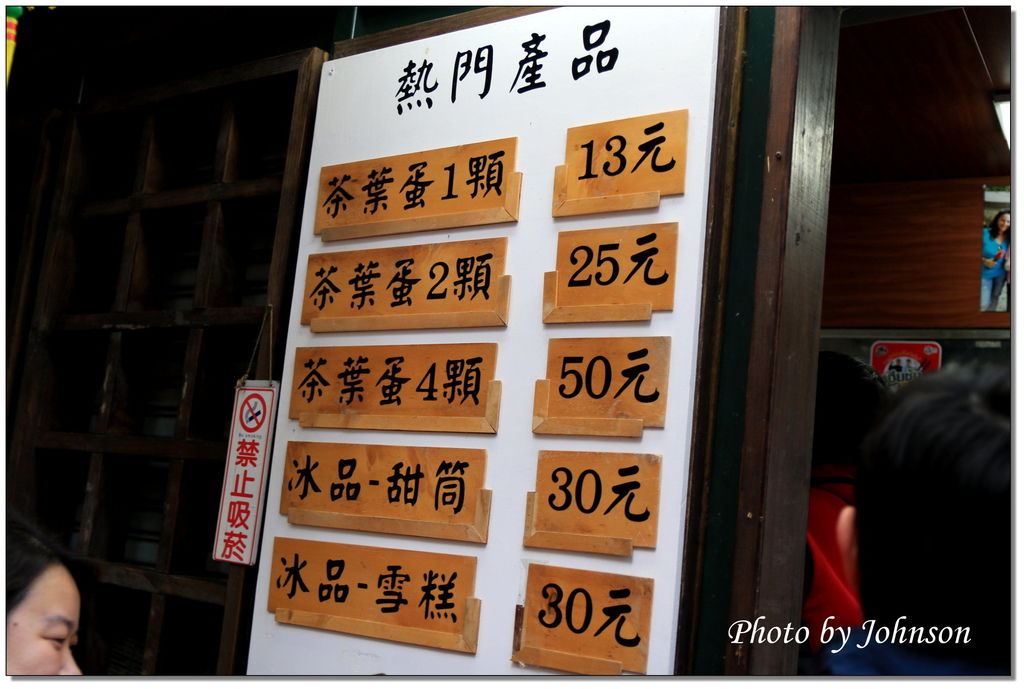 熱門產品
茶葉蛋1顆 13元
茶葉蛋2顆 25元
茶葉蛋4顆 50元
冰品-甜筒 30元
冰品-雪糕 30元
禁止吸菸
Photo by Johnson